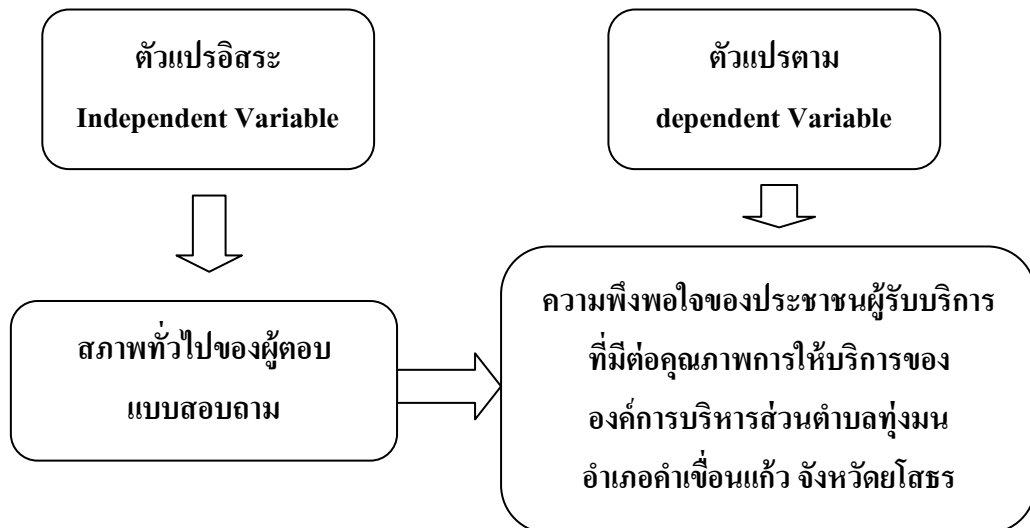 ตัวแปรอิสระ
Independent Variable
ตัวแปรตาม
dependent Variable
สภาพทั่วไปของผู้ตอบ
แบบสอบถาม
ความพึงพอใจของประชาชนผู้รับบริการ
ที่มีต่อคุณภาพการให้บริการของ
องค์การบริหารส่วนตำบลทุ่งมน
อำเภอคำเขื่อนแก้ว จังหวัดยโสธร